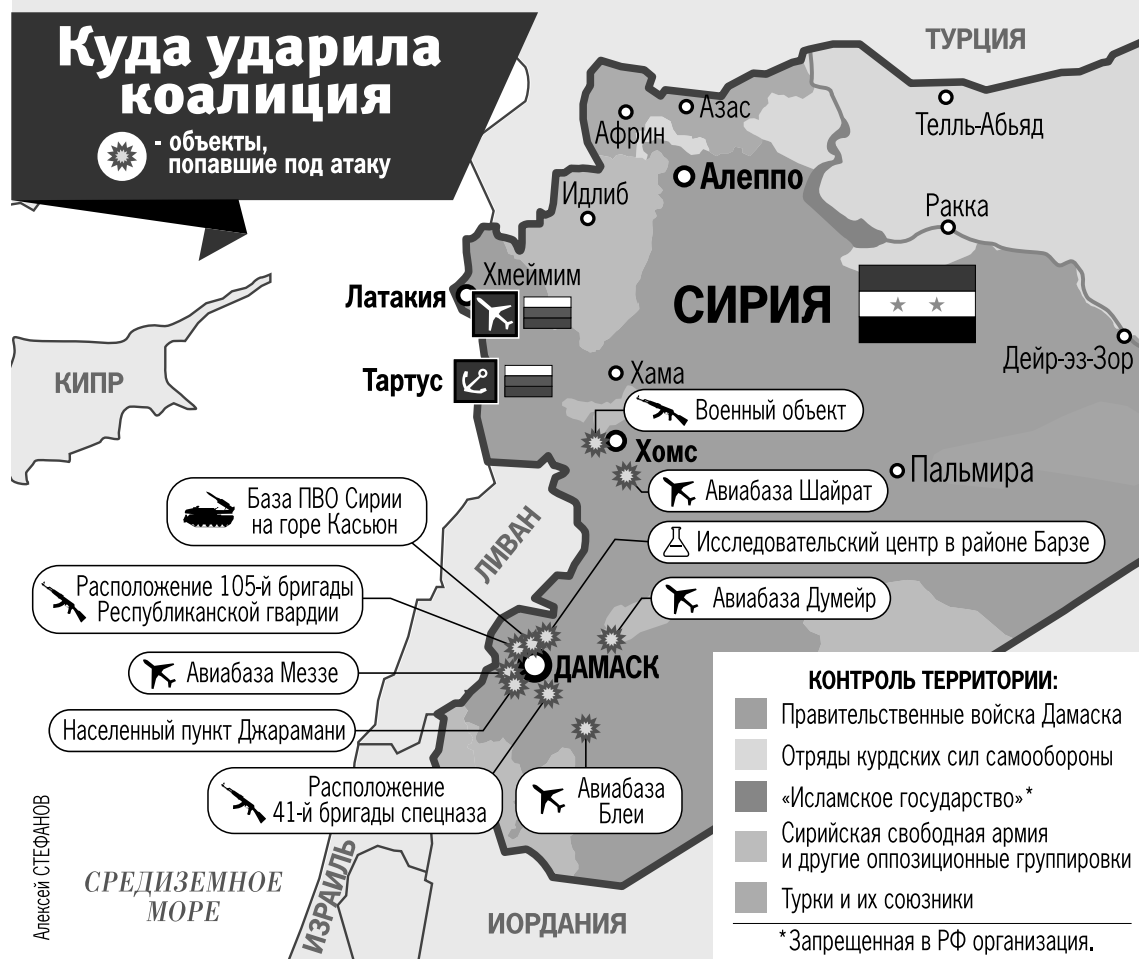 Куда ударила
коалиция
- объекты,
попавшие под атаку
ТУРЦИЯ
Азас
Африн
Телль-Абьяд
Алеппо
Идлиб
Ракка
Хмеймим
Латакия
СИРИЯ
Дейр-эз-Зор
КИПР
Тартус
Хама
Военный объект
Хомс
Пальмира
Авиабаза Шайрат
База ПВО Сирии
на горе Касьюн
ЛИВАН
Исследовательский центр в районе Барзе
Расположение 105-й бригады
Республиканской гвардии
Авиабаза Думейр
Авиабаза Меззе
ДАМАСК
Населенный пункт Джарамани
Расположение
41-й бригады спецназа
Авиабаза
Блеи
КОНТРОЛЬ ТЕРРИТОРИИ:
Правительственные войска Дамаска
Отряды курдских сил самообороны
«Исламское государство»*
Сирийская свободная армия
и другие оппозиционные группировки
Турки и их союзники
*Запрещенная в РФ организация.
Алексей СТЕФАНОВ
СРЕДИЗЕМНОЕ
МОРЕ
ИЗРАИЛЬ
ИОРДАНИЯ